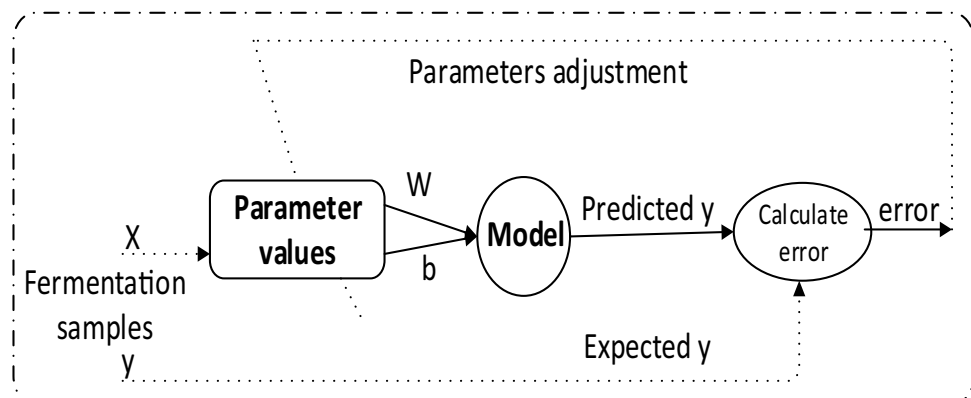 Parameters adjustment
W
Parameter
values
Model
Predicted y
Calculate
error
error
X
b
Fermentation
samples
y
Expected y